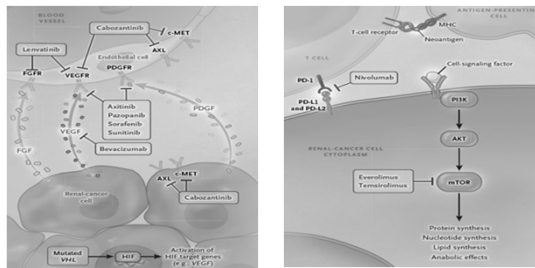 BLOOD
VESSEL
Cabozantinib
c-MET
AXL
Lenvatinib
Endothelial cell
FGFR
VEGFR
PDGFR
Axitinib
Pazopanib
Sorafenib
Sunitinib
PDGF
VEGF
FGF
Bevacizumab
c-MET
AXL
Renal-cancer
cell
Cabozantinib
Mutated
VHL
HIF
Activation of
HIF target genes
(e.g., VEGF)
ANTIGEN-PRESENTING
CELL
MHC
T-cell receptor
Neoantigen
T CELL
Cell-signaling factor
PD-1
Nivolumab
PD-L1
and PD-L2
PI3K
AKT
RENAL-CANCER CELL
CYTOPLASM
Everolimus
Temsirolimus
mTOR
Protein synthesis
Nucleotide synthesis
Lipid synthesis
Anabolic effects